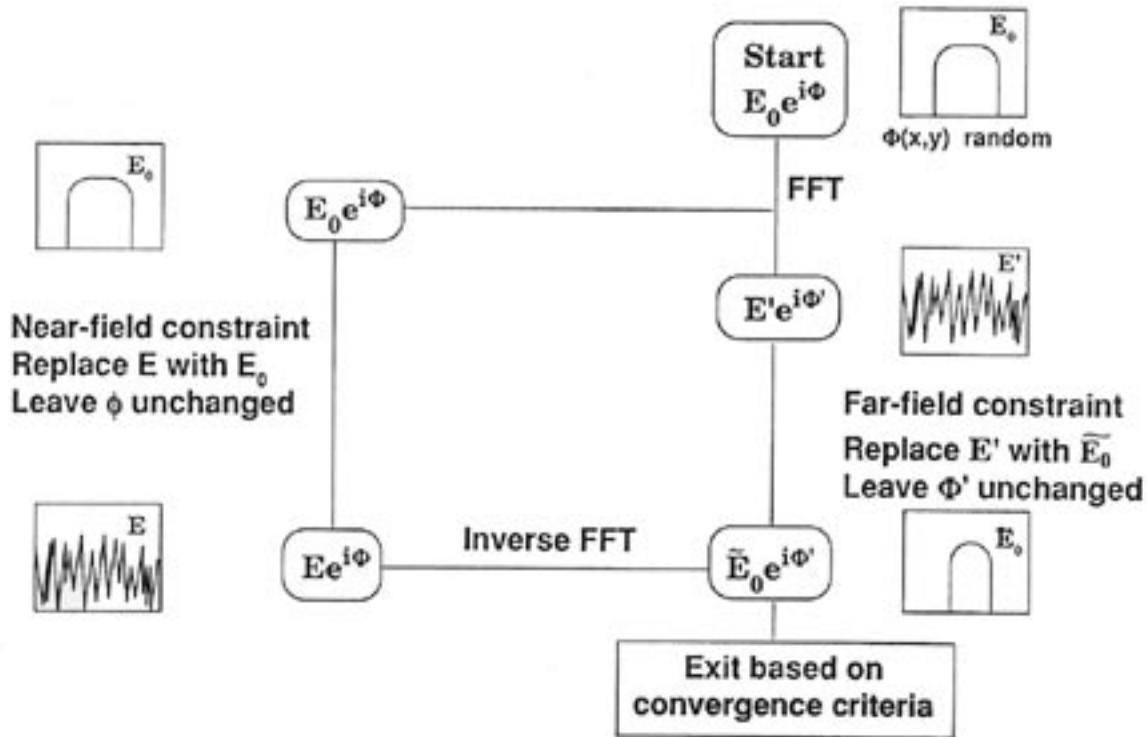 Start
E₀e^{iΦ}
E₀
Φ(x,y) random
FFT
E₀
E₀e^{iΦ}
E'e^{iΦ'}
E'
Near-field constraint
Replace E with E₀
Leave ϕ unchanged
Far-field constraint
Replace E' with Ẽ₀
Leave Φ' unchanged
E
Ee^{iΦ}
Inverse FFT
Ẽ₀e^{iΦ'}
E₀
Exit based on
convergence criteria